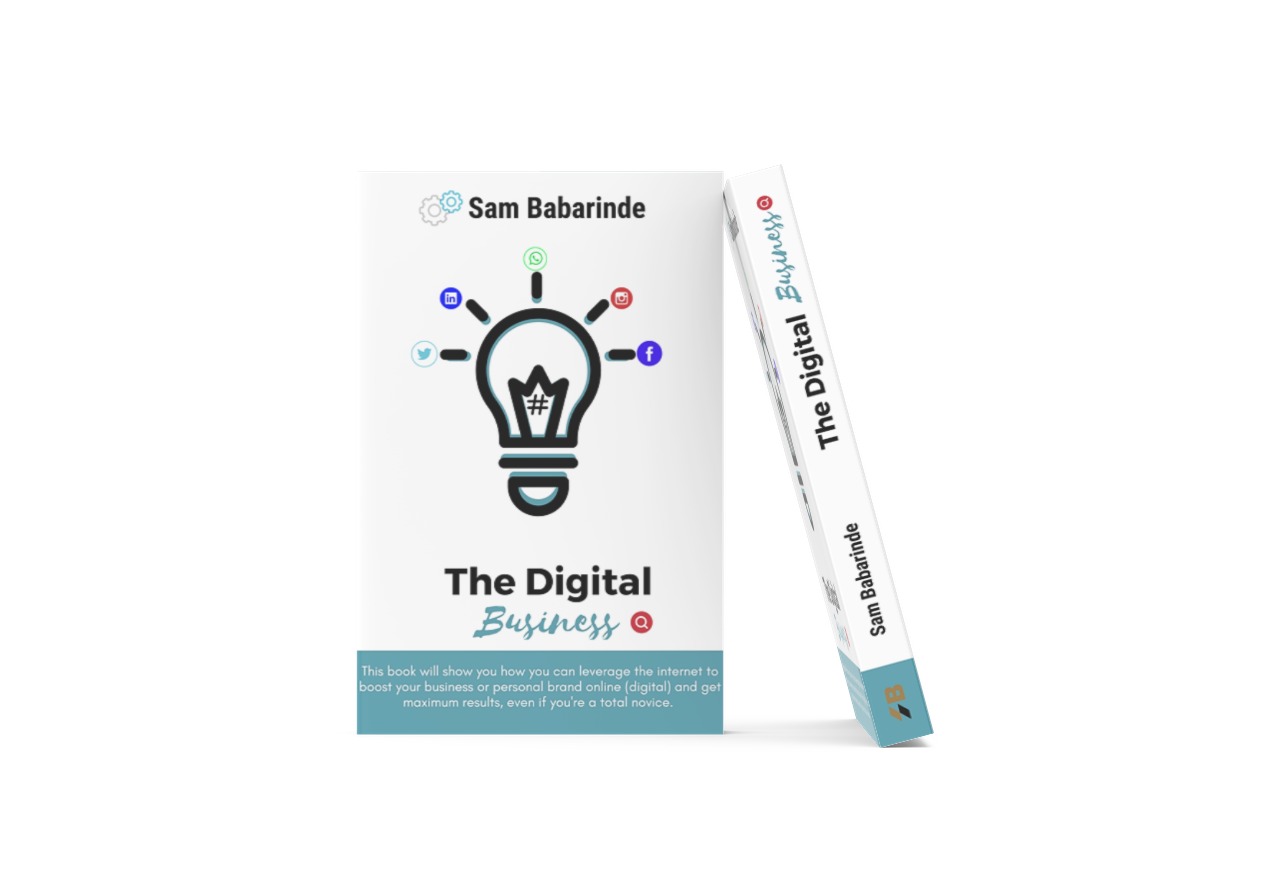 Sam Babarinde
#
The Digital
Business
This book will show you how you can leverage the internet to
boost your business or personal brand online (digital) and get
maximum results, even if you're a total novice.
The Digital Business
Sam Babarinde
B